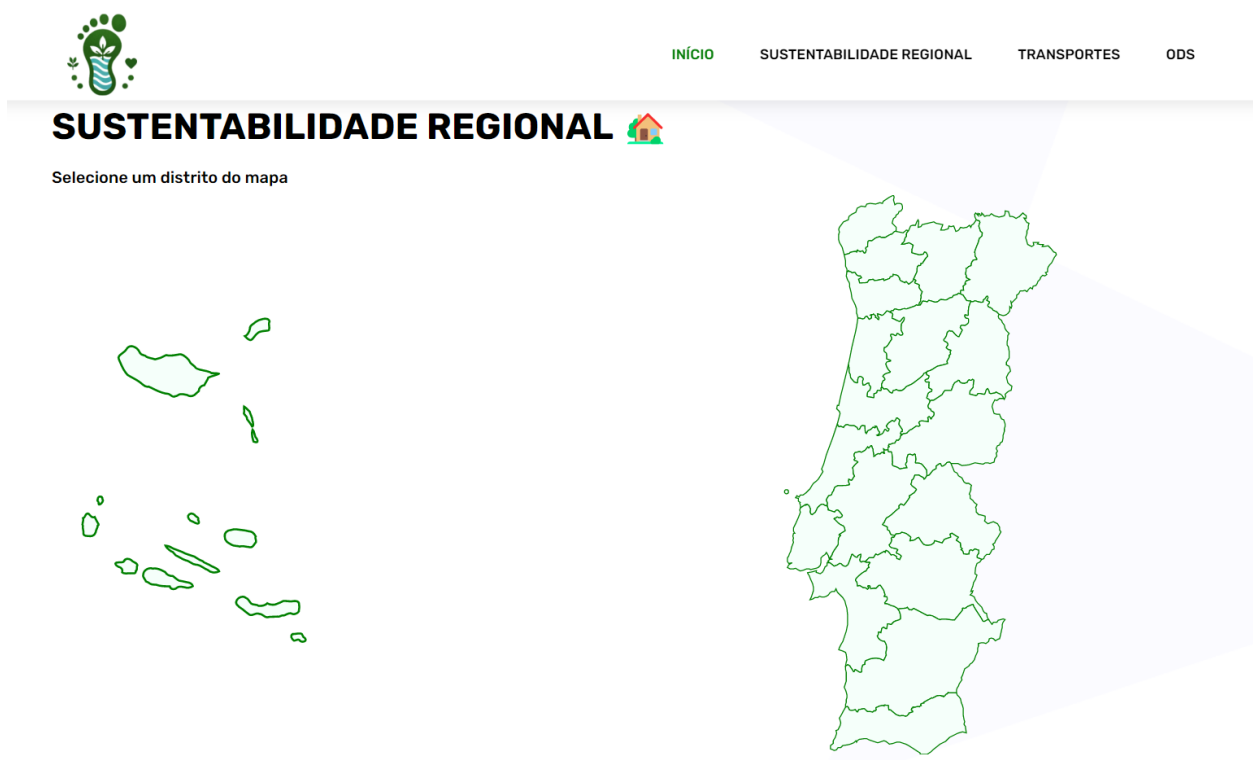 INÍCIO SUSTENTABILIDADE REGIONAL TRANSPORTES ODS
SUSTENTABILIDADE REGIONAL
Selecione um distrito do mapa